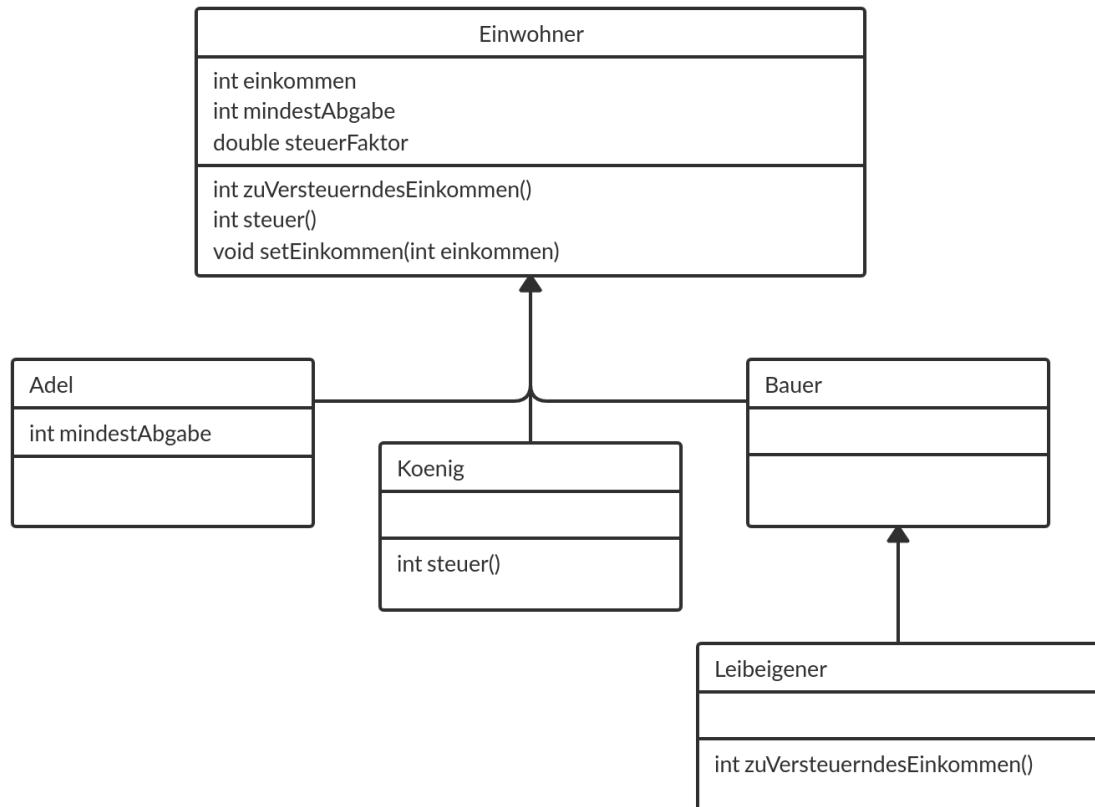 Einwohner
int einkommen
int mindestAbgabe
double steuerFaktor
int zuVersteuerndesEinkommen()
int steuer()
void setEinkommen(int einkommen)
Adel
int mindestAbgabe
Koenig
int steuer()
Bauer
Leibeigener
int zuVersteuerndesEinkommen()